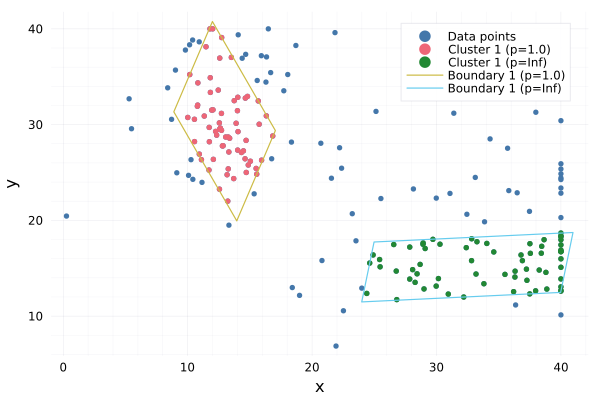 40
30
20
10
0
10
20
30
40
x
y
Data points
Cluster 1 (p=1.0)
Cluster 1 (p=Inf)
Boundary 1 (p=1.0)
Boundary 1 (p=Inf)